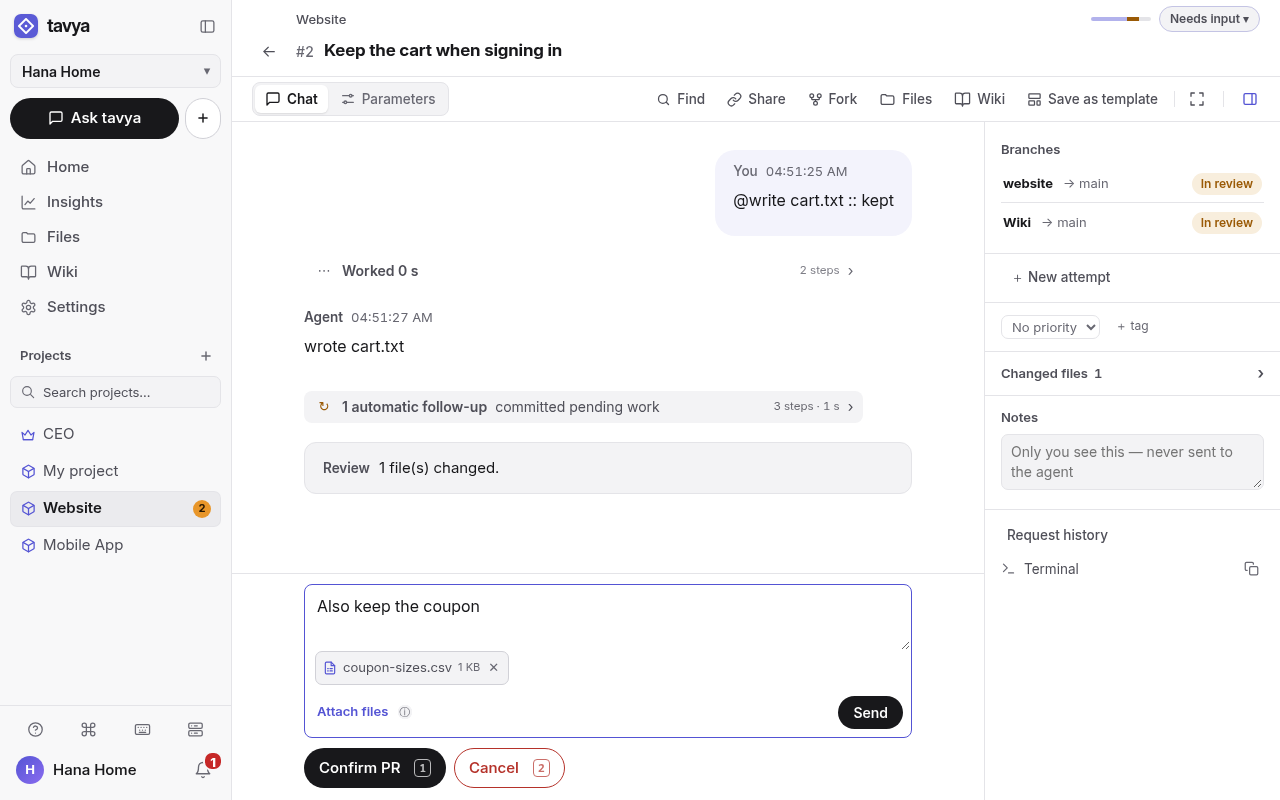 tavya
Hana Home ▾
Ask tavya
+
Home
Insights
Files
Wiki
Settings
Projects +
Search projects...
CEO
My project
Website 2
Mobile App
H Hana Home 1
Website
Needs input ▾
← #2 Keep the cart when signing in
Chat Parameters
Find Share Fork Files Wiki Save as template
You 04:51:25 AM
@write cart.txt :: kept
··· Worked 0 s 2 steps ›
Agent 04:51:27 AM
wrote cart.txt
↻ 1 automatic follow-up committed pending work 3 steps · 1 s ›
Review 1 file(s) changed.
Also keep the coupon
coupon-sizes.csv 1 KB ✕
Attach files ⓘ
Send
Confirm PR 1 Cancel 2
Branches
website → main In review
Wiki → main In review
+ New attempt
No priority + tag
Changed files 1 ›
Notes
Only you see this — never sent to
the agent
Request history
Terminal